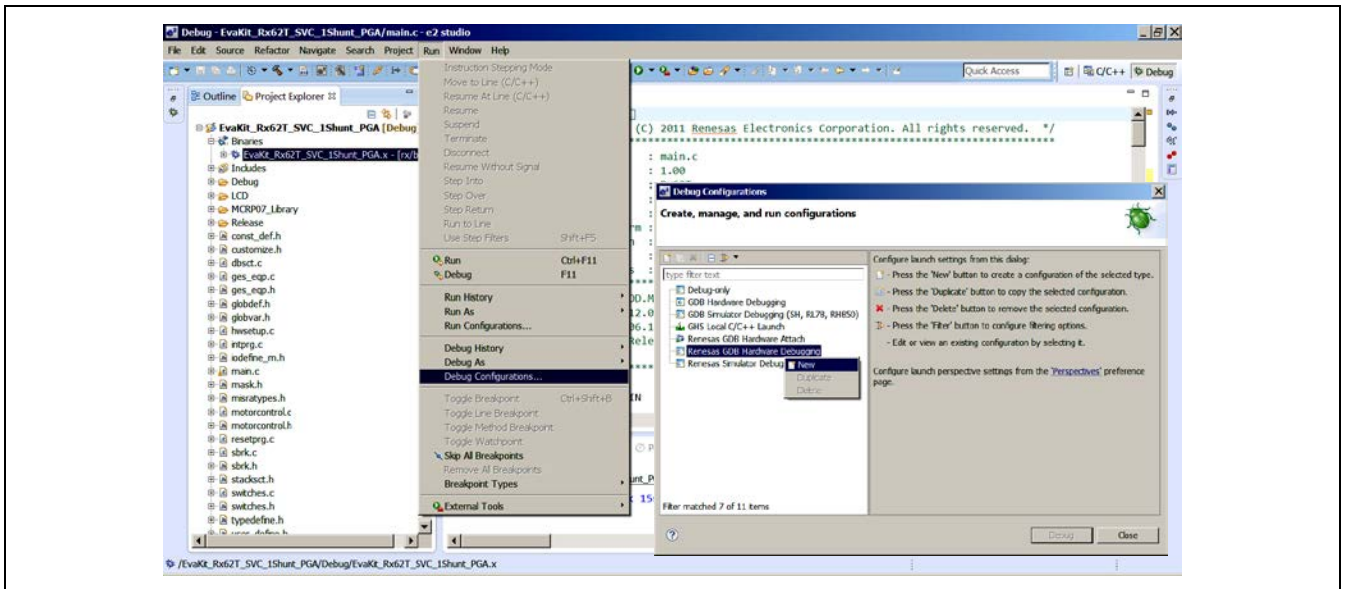 Debug - EvaKit_Rx62T_SVC_1Shunt_PGA/main.c - e2 studio
File Edit Source Refactor Navigate Search Project Run Window Help
Quick Access
C/C++
Debug
Outline
Project Explorer
EvaKit_Rx62T_SVC_1Shunt_PGA [Debug
Binaries
EvaKit_Rx62T_SVC_1Shunt_PGA.x - [rx/b
Includes
Debug
LCD
MCRP07_Library
Release
const_def.h
customize.h
dbsct.c
ges_eqp.c
ges_eqp.h
globdef.h
globvar.h
hwsetup.c
intprg.c
iodefine_m.h
main.c
mask.h
misratypes.h
motorcontrol.c
motorcontrol.h
resetprg.c
sbrk.c
sbrk.h
stacksct.h
switches.c
switches.h
typedefine.h
Instruction Stepping Mode
Move to Line (C/C++)
Resume At Line (C/C++)
Resume
Suspend
Terminate
Disconnect
Resume Without Signal
Step Into
Step Over
Step Return
Run to Line
Use Step Filters Shift+F5
Run Ctrl+F11
Debug F11
Run History
Run As
Run Configurations...
Debug History
Debug As
Debug Configurations...
Toggle Breakpoint Ctrl+Shift+B
Toggle Line Breakpoint
Toggle Method Breakpoint
Toggle Watchpoint
Skip All Breakpoints
Remove All Breakpoints
Breakpoint Types
External Tools
(C) 2011 Renesas Electronics Corporation. All rights reserved. */
: main.c
: 1.00
Debug Configurations
Create, manage, and run configurations
type filter text
Debug-only
GDB Hardware Debugging
GDB Simulator Debugging (SH, RL78, RH850)
GHS Local C/C++ Launch
Renesas GDB Hardware Attach
Renesas GDB Hardware Debugging
Renesas Simulator Debug
New
Duplicate
Delete
Filter matched 7 of 11 items
Configure launch settings from this dialog:
- Press the 'New' button to create a configuration of the selected type.
- Press the 'Duplicate' button to copy the selected configuration.
- Press the 'Delete' button to remove the selected configuration.
- Press the 'Filter' button to configure filtering options.
- Edit or view an existing configuration by selecting it.
Configure launch perspective settings from the 'Perspectives' preference
page.
Debug
Close
/EvaKit_Rx62T_SVC_1Shunt_PGA/Debug/EvaKit_Rx62T_SVC_1Shunt_PGA.x